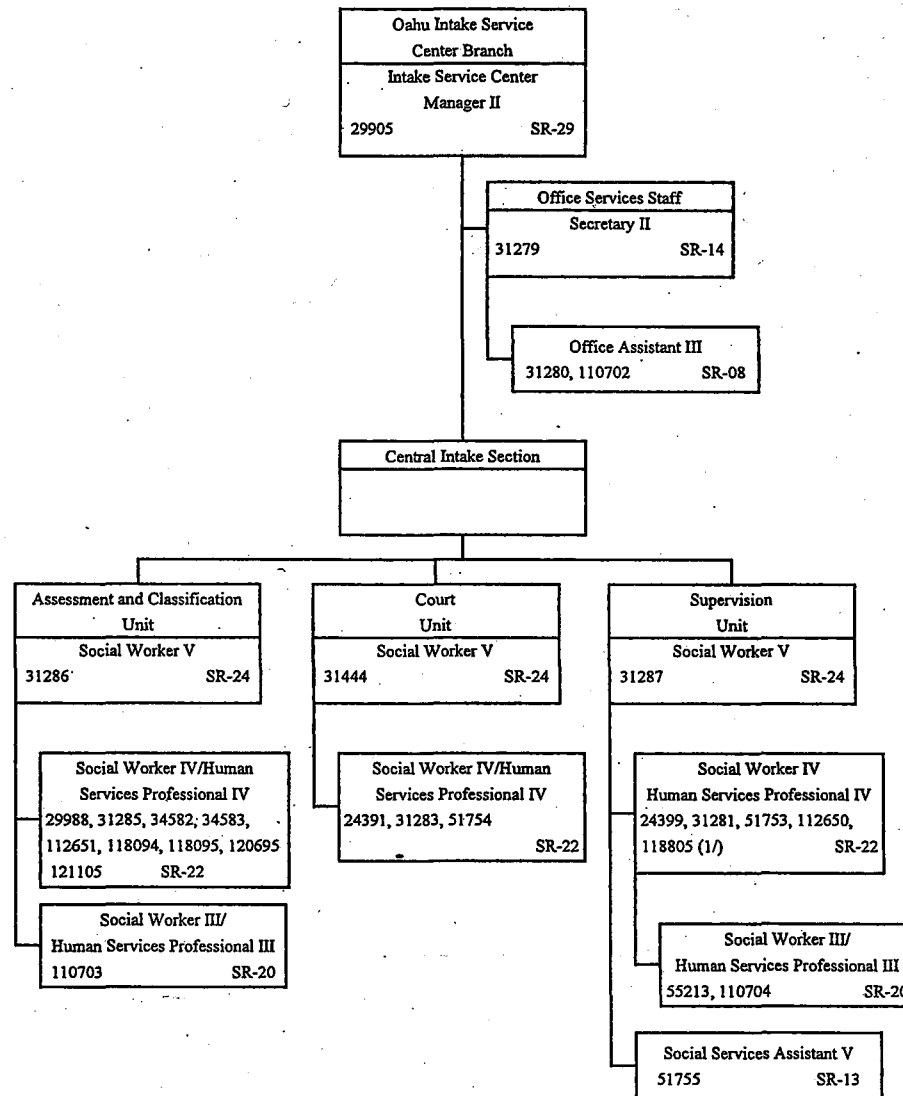 Oahu Intake Service
Center Branch
Intake Service Center
Manager II
29905 SR-29
Office Services Staff
Secretary II
31279 SR-14
Office Assistant III
31280, 110702 SR-08
Central Intake Section
Assessment and Classification
Unit
Social Worker V
31286 SR-24
Social Worker IV/Human
Services Professional IV
29988, 31285, 34582, 34583,
112651, 118094, 118095, 120695
121105 SR-22
Social Worker III/
Human Services Professional III
110703 SR-20
Court
Unit
Social Worker V
31444 SR-24
Social Worker IV/Human
Services Professional IV
24391, 31283, 51754
SR-22
Supervision
Unit
Social Worker V
31287 SR-24
Social Worker IV
Human Services Professional IV
24399, 31281, 51753, 112650,
118805 (1/) SR-22
Social Worker III/
Human Services Professional III
55213, 110704 SR-20
Social Services Assistant V
51755 SR-13